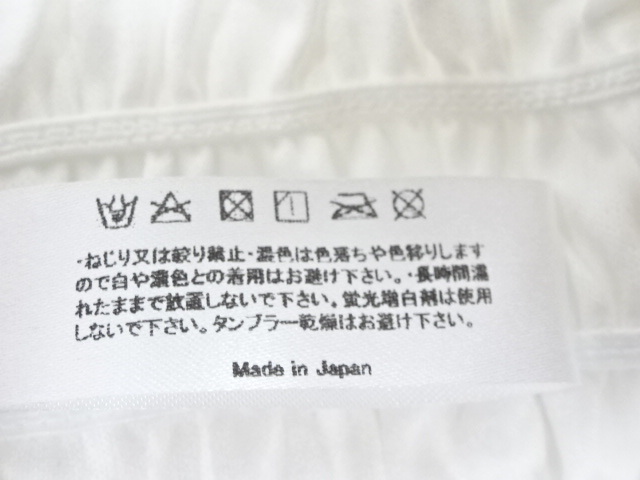 ・ねじり又は絞り禁止・濃色は色落ちや色移りします
ので白や濃色との着用はお避け下さい。・長時間濡
れたままで放置しないで下さい。蛍光増白剤は使用
しないで下さい。タンブラー乾燥はお避け下さい。
Made in Japan